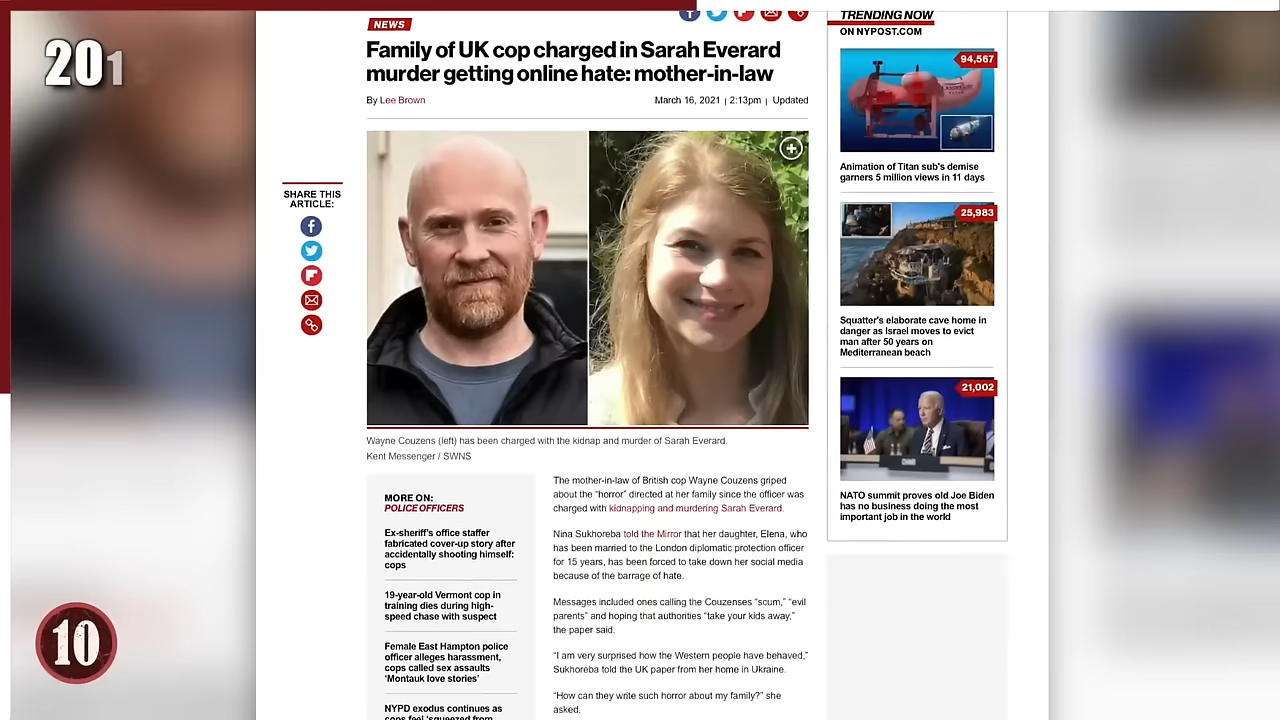 201
NEWS
Family of UK cop charged in Sarah Everard
murder getting online hate: mother-in-law
By Lee Brown
March 16, 2021 | 2:13pm | Updated
SHARE THIS
ARTICLE:
Wayne Couzens (left) has been charged with the kidnap and murder of Sarah Everard.
Kent Messenger / SWNS
MORE ON:
POLICE OFFICERS
Ex-sheriff's office staffer
fabricated cover-up story after
accidentally shooting himself:
cops
19-year-old Vermont cop in
training dies during high-
speed chase with suspect
Female East Hampton police
officer alleges harassment,
cops called sex assaults
‘Montauk love stories’
NYPD exodus continues as
cops feel ‘squeezed from
The mother-in-law of British cop Wayne Couzens griped
about the “horror” directed at her family since the officer was
charged with kidnapping and murdering Sarah Everard.
Nina Sukhoreba told the Mirror that her daughter, Elena, who
has been married to the London diplomatic protection officer
for 15 years, has been forced to take down her social media
because of the barrage of hate.
Messages included ones calling the Couzenses “scum,” “evil
parents” and hoping that authorities “take your kids away,”
the paper said.
“I am very surprised how the Western people have behaved,”
Sukhoreba told the UK paper from her home in Ukraine.
“How can they write such horror about my family?” she
asked.
TRENDING NOW
ON NYPOST.COM
94,567
Animation of Titan sub's demise
garners 5 million views in 11 days
25,983
Squatter's elaborate cave home in
danger as Israel moves to evict
man after 50 years on
Mediterranean beach
21,002
NATO summit proves old Joe Biden
has no business doing the most
important job in the world
10